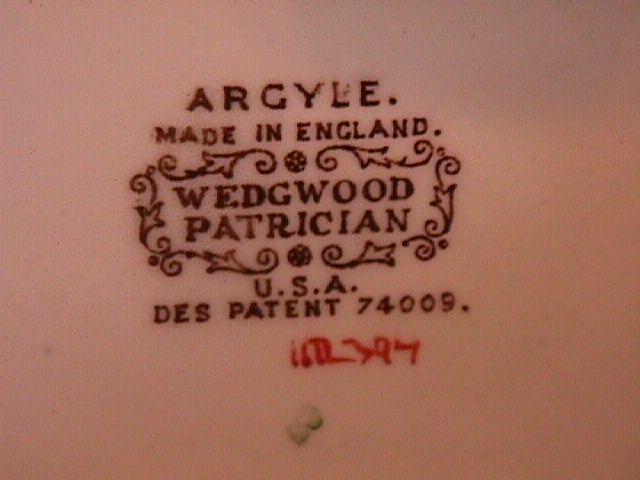 ARGYLE.
MADE IN ENGLAND.
WEDGWOOD
PATRICIAN
U.S.A.
DES PATENT 74009.